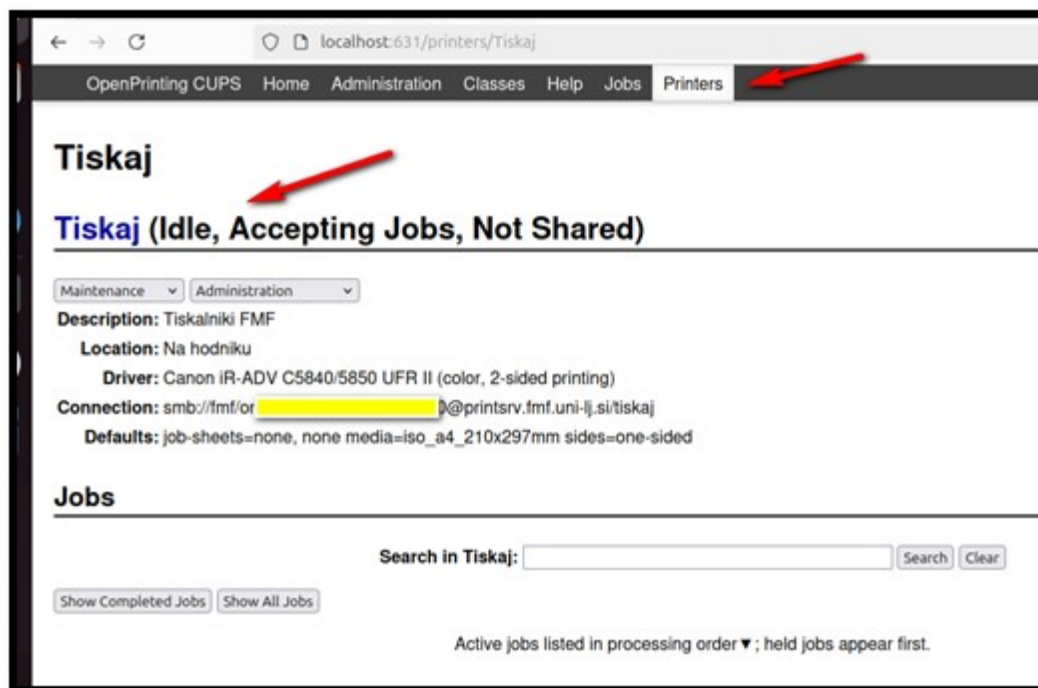 localhost:631/printers/Tiskaj
OpenPrinting CUPS Home Administration Classes Help Jobs Printers
Tiskaj
Tiskaj (Idle, Accepting Jobs, Not Shared)
Maintenance Administration
Description: Tiskalniki FMF
Location: Na hodniku
Driver: Canon iR-ADV C5840/5850 UFR II (color, 2-sided printing)
Connection: smb://fmf/or @printsrv.fmf.uni-lj.si/tiskaj
Defaults: job-sheets=none, none media=iso_a4_210x297mm sides=one-sided
Jobs
Search in Tiskaj: Search Clear
Show Completed Jobs Show All Jobs
Active jobs listed in processing order▼; held jobs appear first.